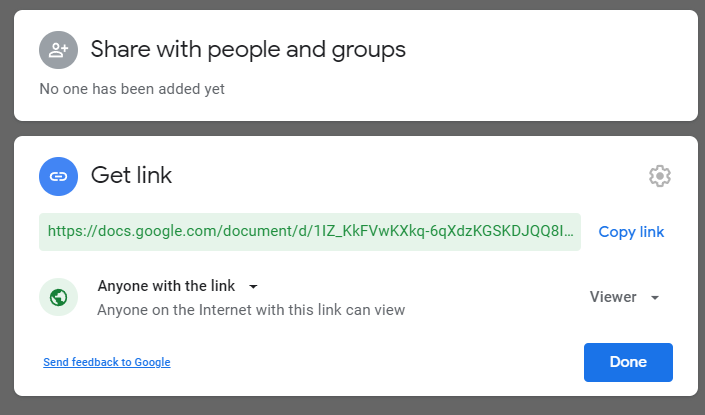 Share with people and groups
No one has been added yet
Get link
https://docs.google.com/document/d/1IZ_KkFVwKXkq-6qXdzKGSKDJQQ8I...
Copy link
Anyone with the link
Anyone on the Internet with this link can view
Viewer
Send feedback to Google
Done